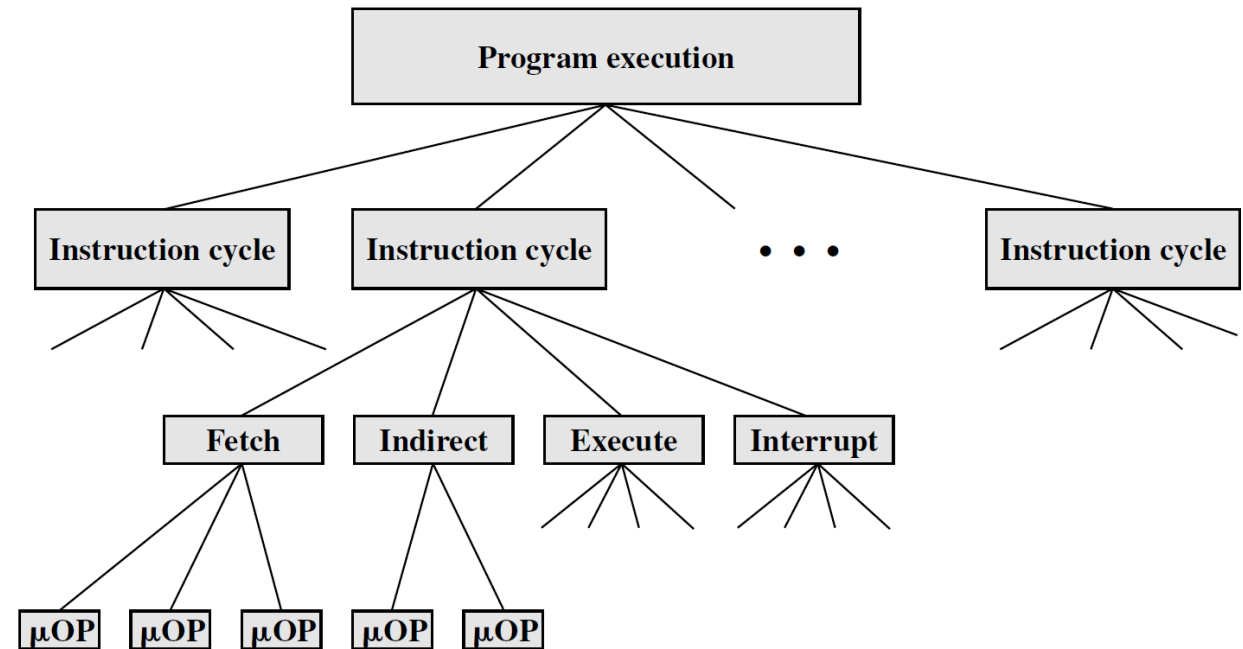 Program execution
Instruction cycle
Instruction cycle
• • •
Instruction cycle
Fetch
Indirect
Execute
Interrupt
μOP
μOP
μOP
μOP
μOP